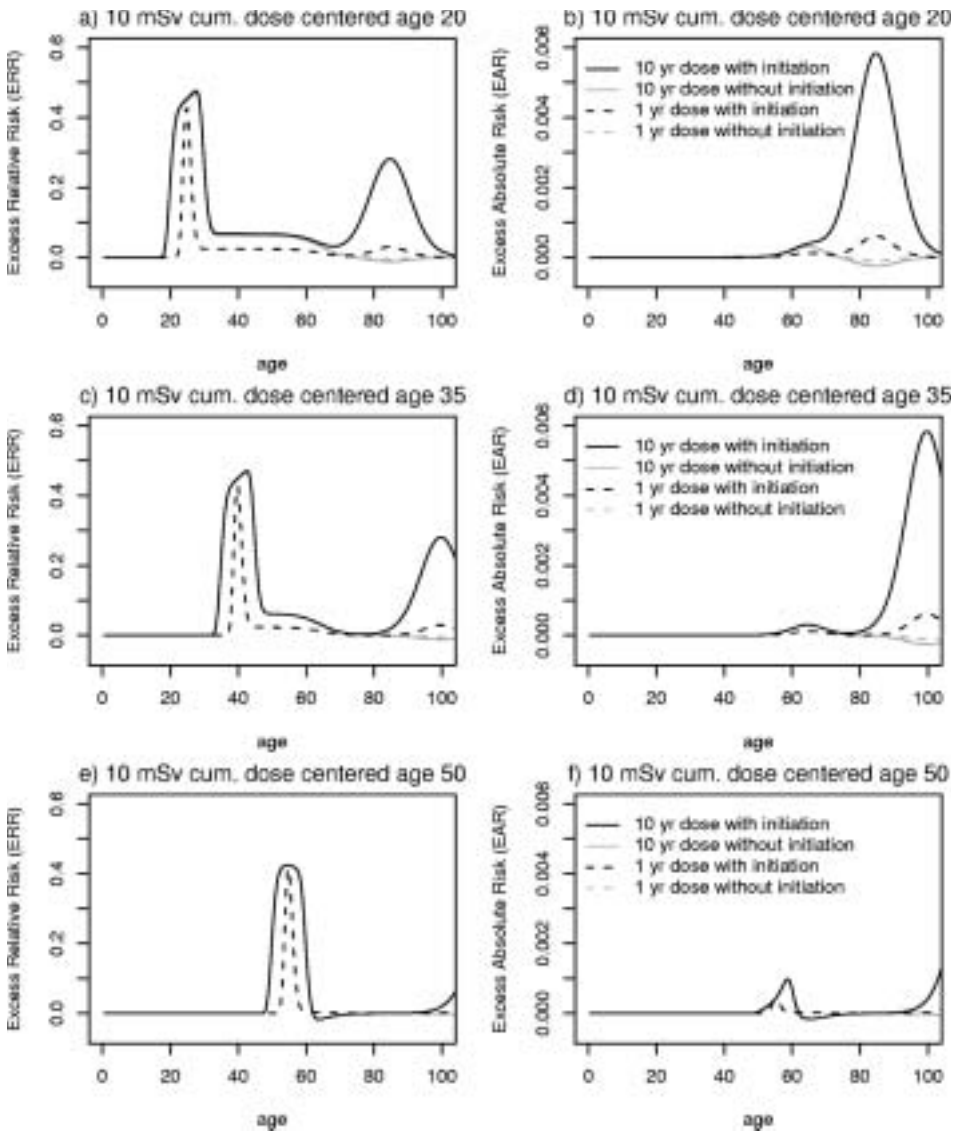 a) 10 mSv cum. dose centered age 20
Excess Relative Risk (ERR)
0.6
0.4
0.2
0.0
0 20 40 60 80 100
age
b) 10 mSv cum. dose centered age 20
Excess Absolute Risk (EAR)
0.006
0.004
0.002
0.000
10 yr dose with initiation
10 yr dose without initiation
1 yr dose with initiation
1 yr dose without initiation
0 20 40 60 80 100
age
c) 10 mSv cum. dose centered age 35
Excess Relative Risk (ERR)
0.6
0.4
0.2
0.0
0 20 40 60 80 100
age
d) 10 mSv cum. dose centered age 35
Excess Absolute Risk (EAR)
0.006
0.004
0.002
0.000
10 yr dose with initiation
10 yr dose without initiation
1 yr dose with initiation
1 yr dose without initiation
0 20 40 60 80 100
age
e) 10 mSv cum. dose centered age 50
Excess Relative Risk (ERR)
0.6
0.4
0.2
0.0
0 20 40 60 80 100
age
f) 10 mSv cum. dose centered age 50
Excess Absolute Risk (EAR)
0.006
0.004
0.002
0.000
10 yr dose with initiation
10 yr dose without initiation
1 yr dose with initiation
1 yr dose without initiation
0 20 40 60 80 100
age